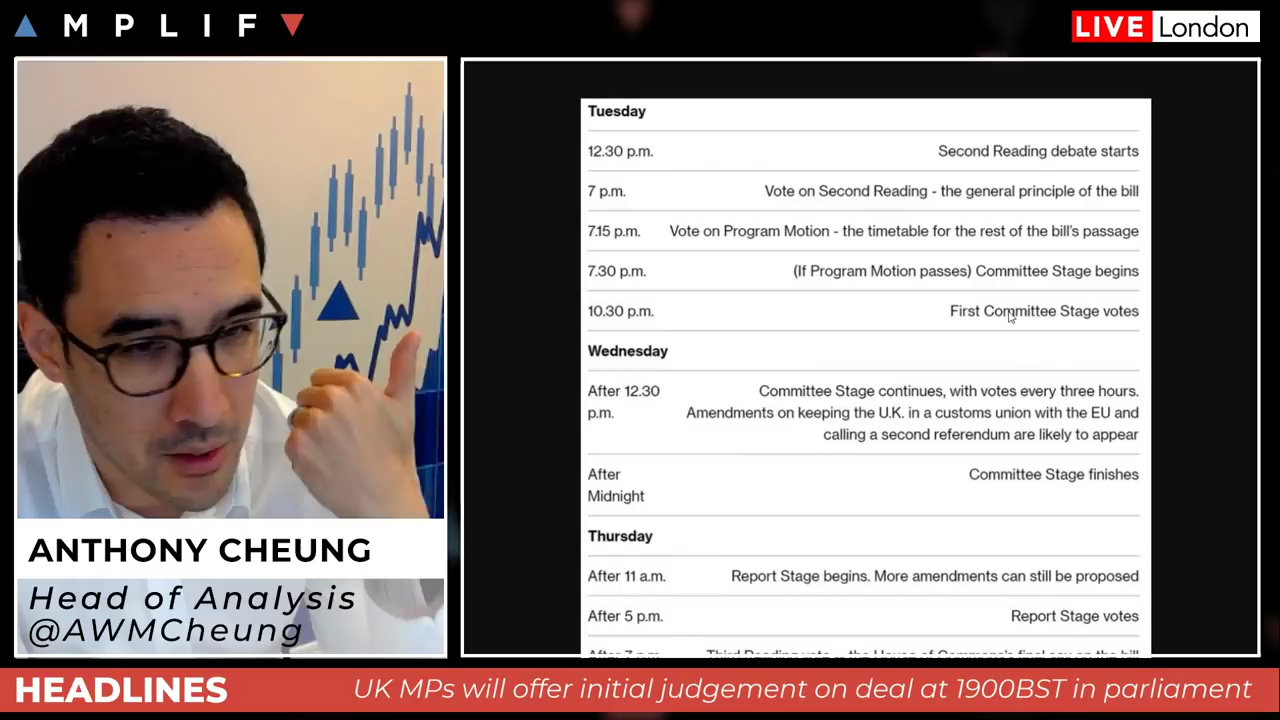 MPLIF
LIVE London
Tuesday
12.30 p.m. Second Reading debate starts
7 p.m. Vote on Second Reading - the general principle of the bill
7.15 p.m. Vote on Program Motion - the timetable for the rest of the bill's passage
7.30 p.m. (If Program Motion passes) Committee Stage begins
10.30 p.m. First Committee Stage votes
Wednesday
After 12.30 Committee Stage continues, with votes every three hours.
p.m. Amendments on keeping the U.K. in a customs union with the EU and
calling a second referendum are likely to appear
After Committee Stage finishes
Midnight
Thursday
After 11 a.m. Report Stage begins. More amendments can still be proposed
After 5 p.m. Report Stage votes
ANTHONY CHEUNG
Head of Analysis
@AWMCheung
HEADLINES UK MPs will offer initial judgement on deal at 1900BST in parliament